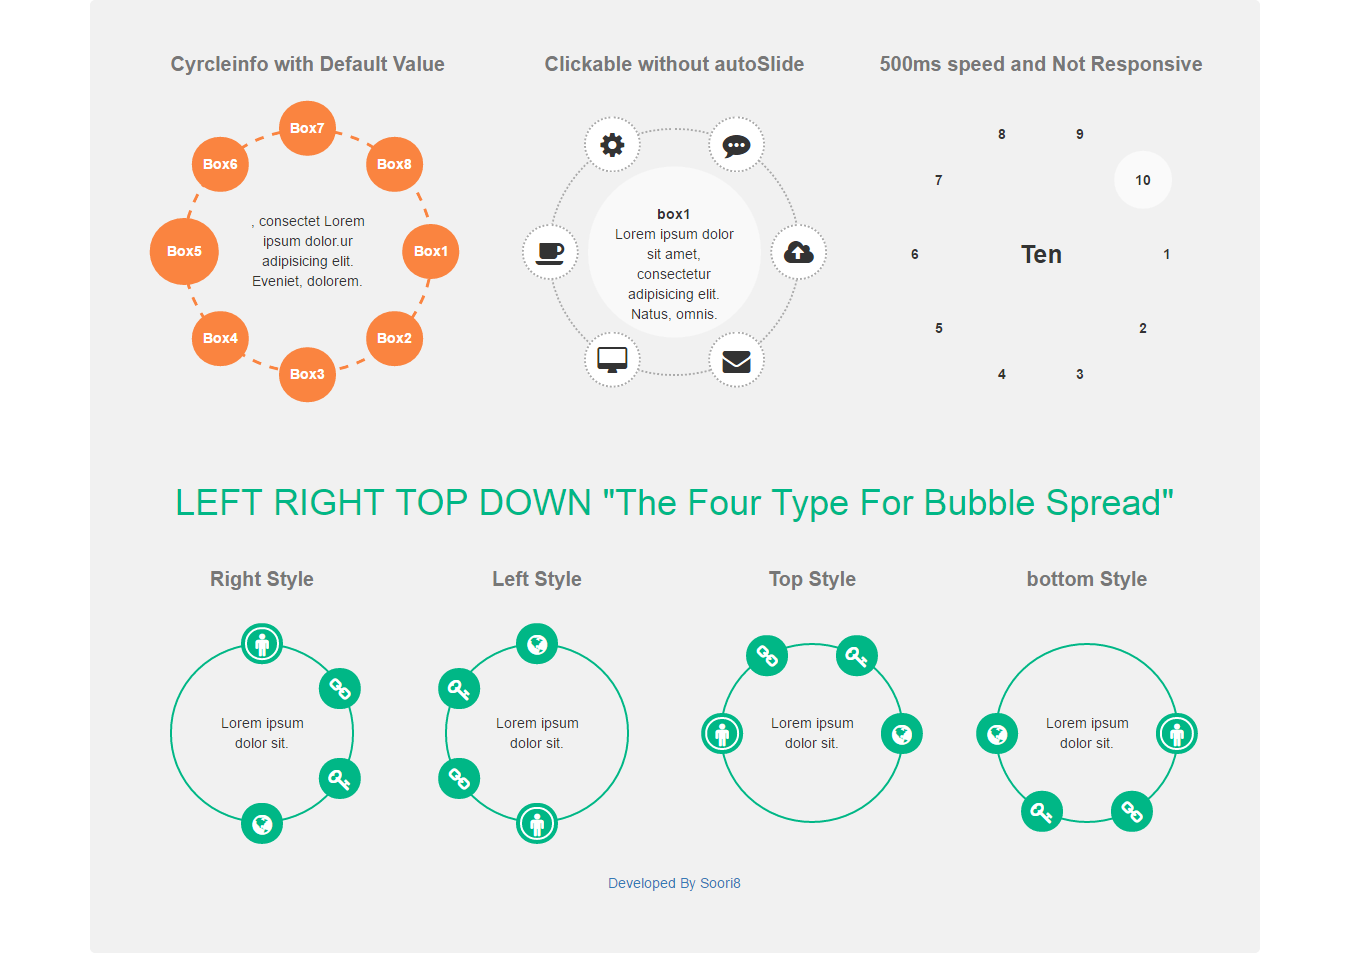 Cyrcleinfo with Default Value
Box7
Box6
Box8
, consectet Lorem
ipsum dolor.ur
adipisicing elit.
Eveniet, dolorem.
Box5
Box1
Box4
Box2
Box3
Clickable without autoSlide
box1
Lorem ipsum dolor
sit amet,
consectetur
adipisicing elit.
Natus, omnis.
500ms speed and Not Responsive
8
9
7
10
6
Ten
1
5
2
4
3
LEFT RIGHT TOP DOWN "The Four Type For Bubble Spread"
Right Style
Lorem ipsum
dolor sit.
Left Style
Lorem ipsum
dolor sit.
Top Style
Lorem ipsum
dolor sit.
bottom Style
Lorem ipsum
dolor sit.
Developed By Soori8